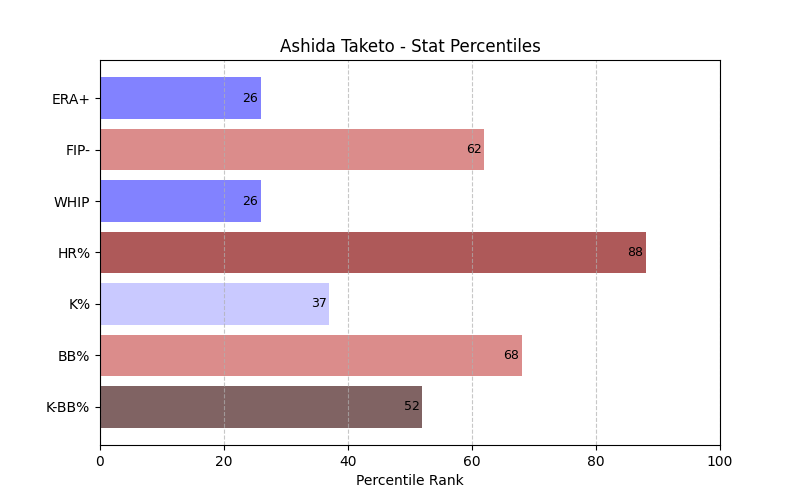 Ashida Taketo - Stat Percentiles
ERA+ 26
FIP- 62
WHIP 26
HR% 88
K% 37
BB% 68
K-BB% 52
0 20 40 60 80 100
Percentile Rank